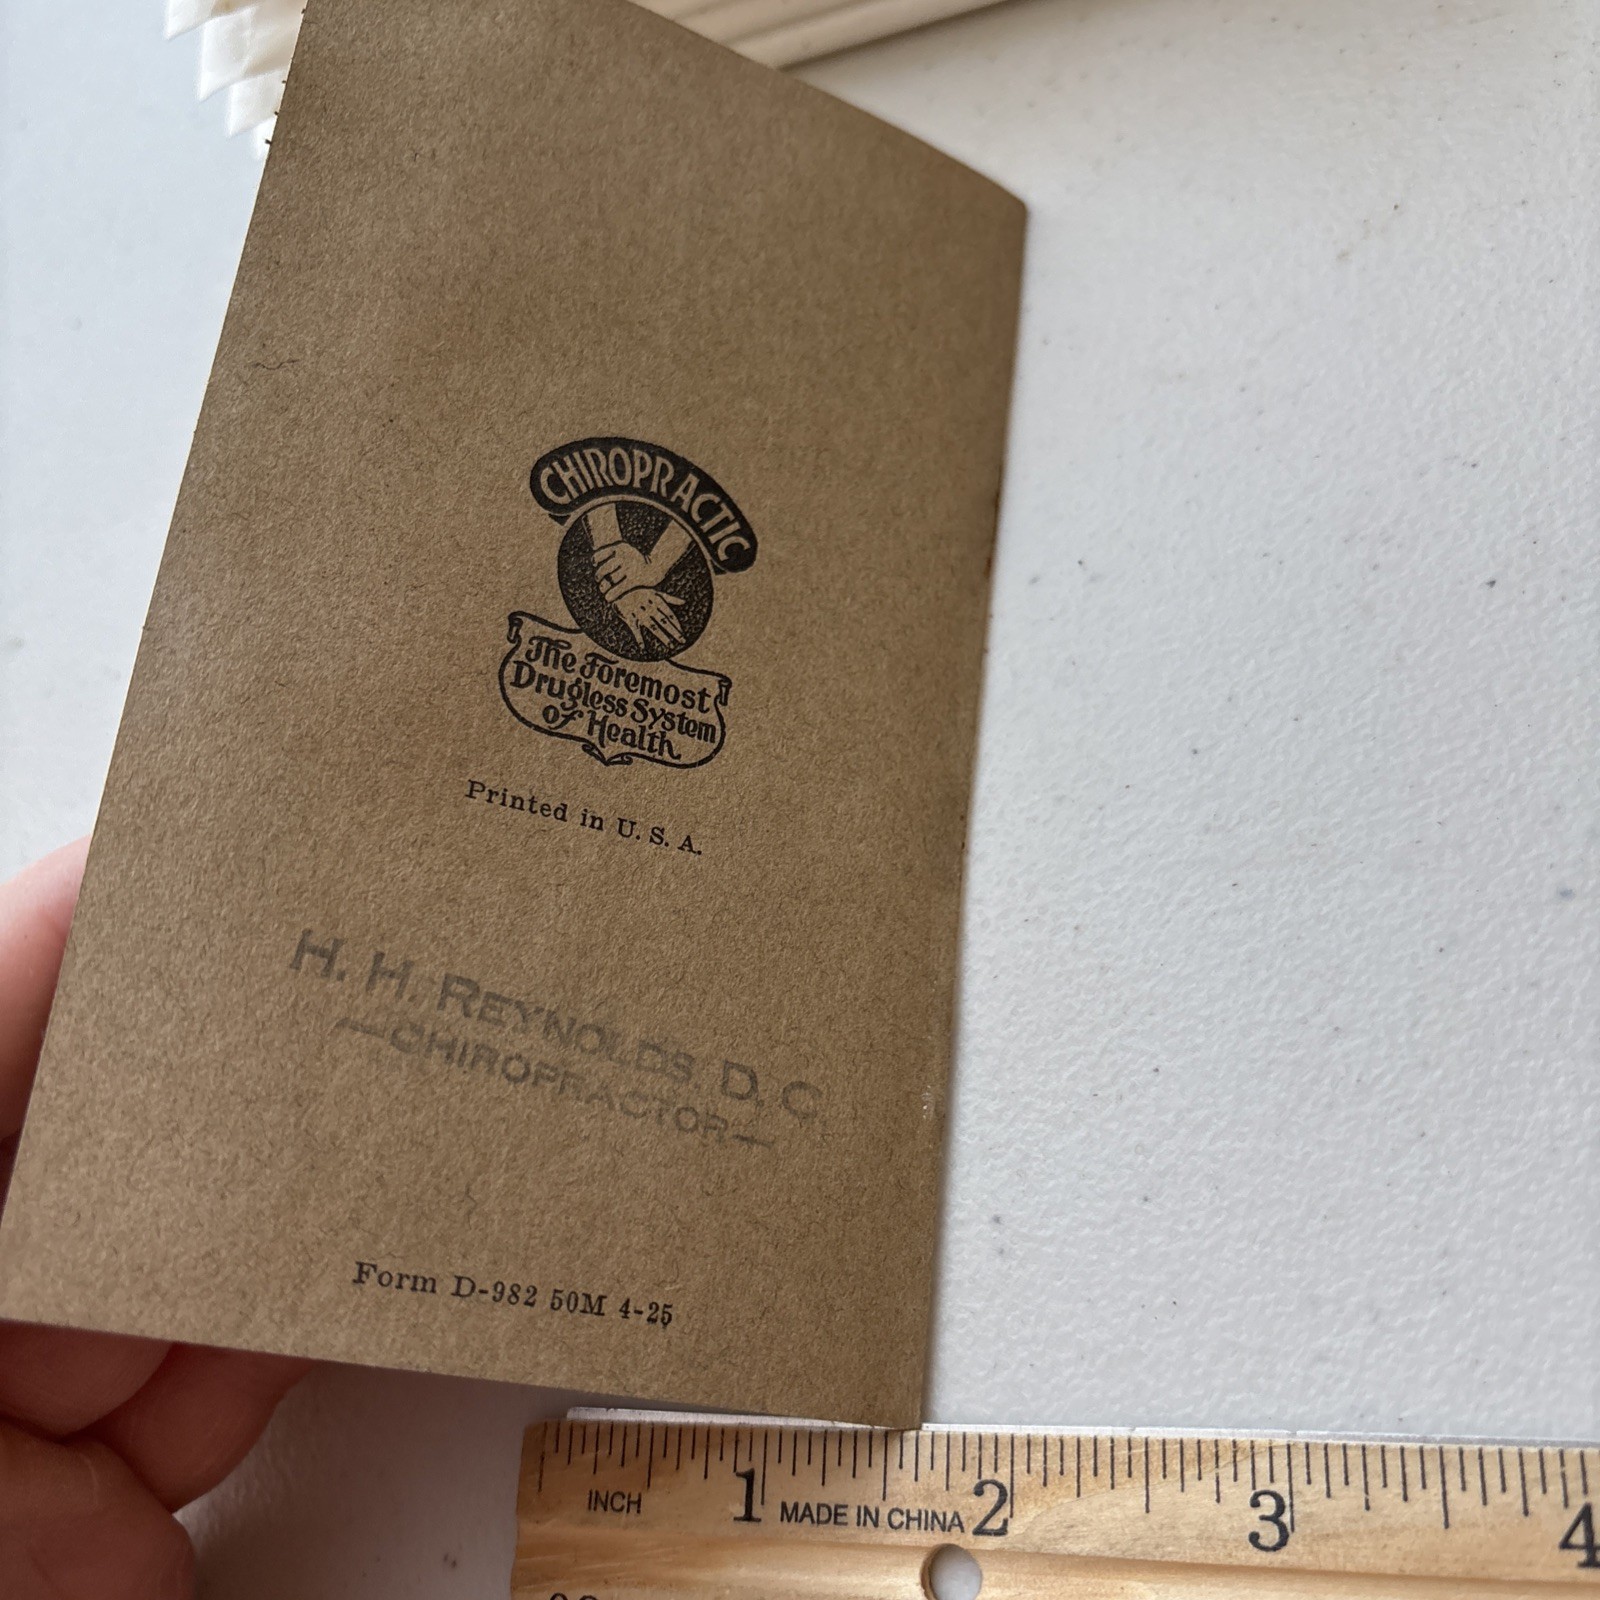 CHIROPRACTIC
The Foremost
Drugless System
of Health
Printed in U. S. A.
H. H. REYNOLDS, D. C.
—CHIROPRACTOR—
Form D-982 50M 4-25
INCH 1 MADE IN CHINA 2 3 4